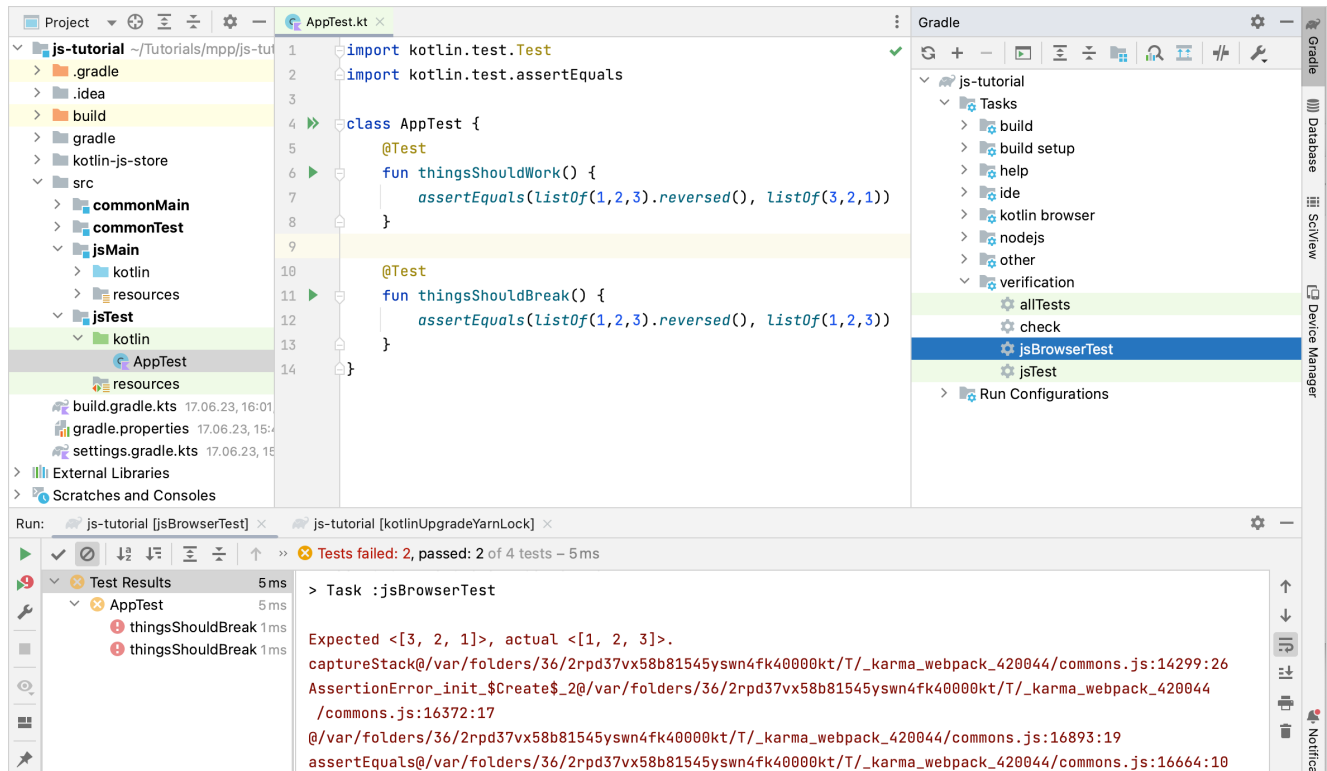 Project
js-tutorial ~/Tutorials/mpp/js-tut
.gradle
.idea
build
gradle
kotlin-js-store
src
commonMain
commonTest
jsMain
kotlin
resources
jsTest
kotlin
AppTest
resources
build.gradle.kts 17.06.23, 16:01,
gradle.properties 17.06.23, 15:4
settings.gradle.kts 17.06.23, 15
External Libraries
Scratches and Consoles
AppTest.kt
1 import kotlin.test.Test
2 import kotlin.test.assertEquals
3
4 class AppTest {
5 @Test
6 fun thingsShouldWork() {
7 assertEquals(listOf(1,2,3).reversed(), listOf(3,2,1))
8 }
9
10 @Test
11 fun thingsShouldBreak() {
12 assertEquals(listOf(1,2,3).reversed(), listOf(1,2,3))
13 }
14 }
Gradle
js-tutorial
Tasks
build
build setup
help
ide
kotlin browser
nodejs
other
verification
allTests
check
jsBrowserTest
jsTest
Run Configurations
Gradle
Database
SciView
Device Manager
Notifica
Run: js-tutorial [jsBrowserTest] js-tutorial [kotlinUpgradeYarnLock]
Tests failed: 2, passed: 2 of 4 tests – 5 ms
Test Results 5 ms
AppTest 5 ms
thingsShouldBreak 1 ms
thingsShouldBreak 1 ms
> Task :jsBrowserTest
Expected <[3, 2, 1]>, actual <[1, 2, 3]>.
captureStack@/var/folders/36/2rpd37vx58b81545yswn4fk40000kt/T/_karma_webpack_420044/commons.js:14299:26
AssertionError_init_$Create$_2@/var/folders/36/2rpd37vx58b81545yswn4fk40000kt/T/_karma_webpack_420044
/commons.js:16372:17
@/var/folders/36/2rpd37vx58b81545yswn4fk40000kt/T/_karma_webpack_420044/commons.js:16893:19
assertEquals@/var/folders/36/2rpd37vx58b81545yswn4fk40000kt/T/_karma_webpack_420044/commons.js:16664:10